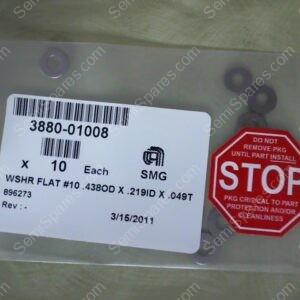 3880-01008
X 10 Each
SMG
WSHR FLAT #10 .438OD X .219ID X .049T
896273
Rev : -
3/15/2011
DO NOT
REMOVE PKG
UNTIL PART INSTALL
STOP
PKG CRITICAL TO PART
PROTECTION AND/OR
CLEANLINESS